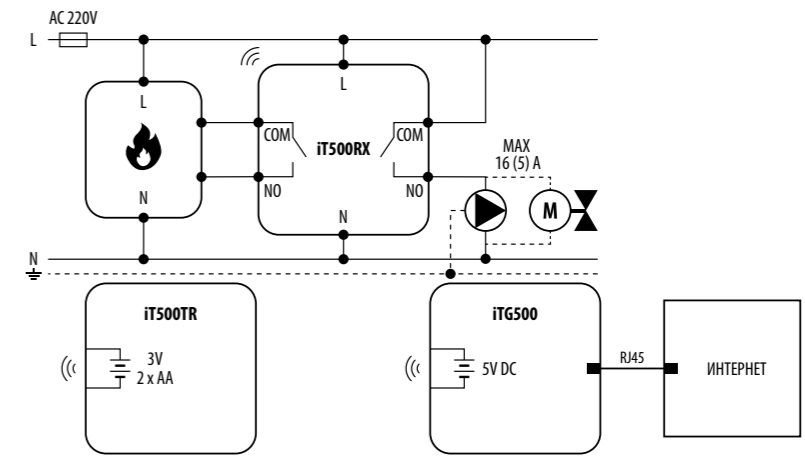 AC 220V
L
L
L
COM
iT500RX
COM
MAX
16 (5) A
NO
NO
N
N
M
N
iT500TR
iTG500
3V
2 x AA
5V DC
RJ45
ИНТЕРНЕТ